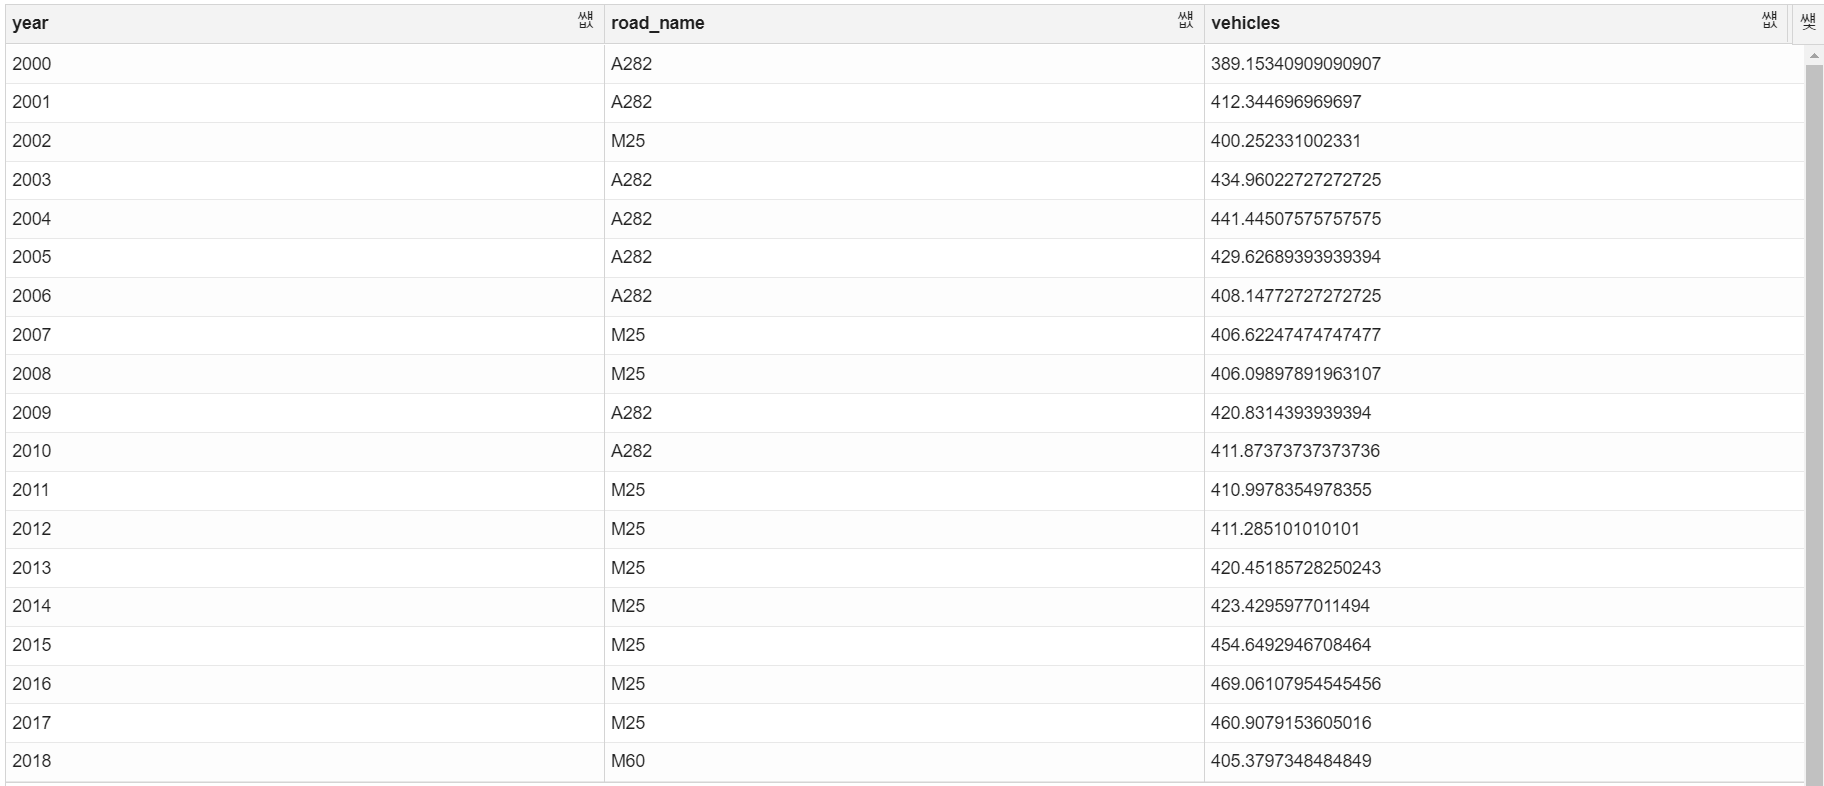 year 썛 road_name 썛 vehicles 썛
2000 A282 389.15340909090907
2001 A282 412.344696969697
2002 M25 400.252331002331
2003 A282 434.96022727272725
2004 A282 441.44507575757575
2005 A282 429.62689393939394
2006 A282 408.14772727272725
2007 M25 406.62247474747477
2008 M25 406.09897891963107
2009 A282 420.8314393939394
2010 A282 411.87373737373736
2011 M25 410.9978354978355
2012 M25 411.285101010101
2013 M25 420.45185728250243
2014 M25 423.4295977011494
2015 M25 454.6492946708464
2016 M25 469.06107954545456
2017 M25 460.9079153605016
2018 M60 405.3797348484849